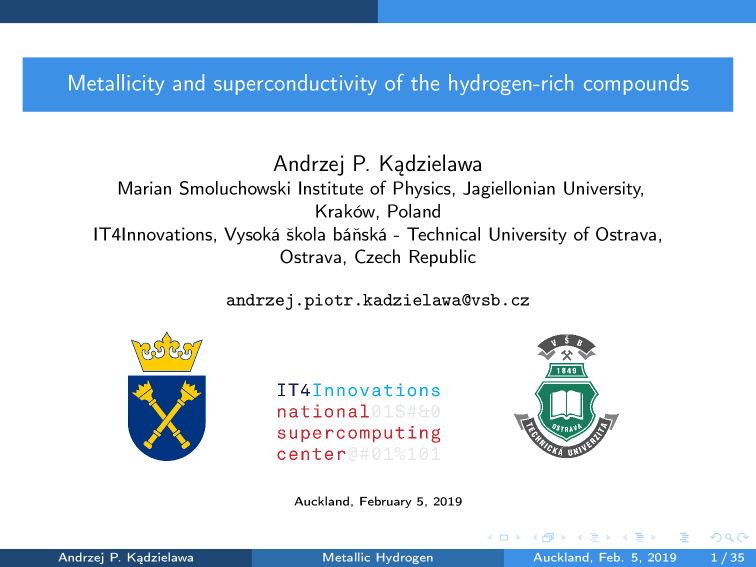 Metallicity and superconductivity of the hydrogen-rich compounds
Andrzej P. Kądzielawa
Marian Smoluchowski Institute of Physics, Jagiellonian University,
Kraków, Poland
IT4Innovations, Vysoká škola báňská - Technical University of Ostrava,
Ostrava, Czech Republic
andrzej.piotr.kadzielawa@vsb.cz
V Š B
1849
OSTRAVA
TECHNICKÁ UNIVERZITA
IT4Innovations
national01$#&0
supercomputing
center@#01%101
Auckland, February 5, 2019
Andrzej P. Kądzielawa Metallic Hydrogen Auckland, Feb. 5, 2019 1 / 35